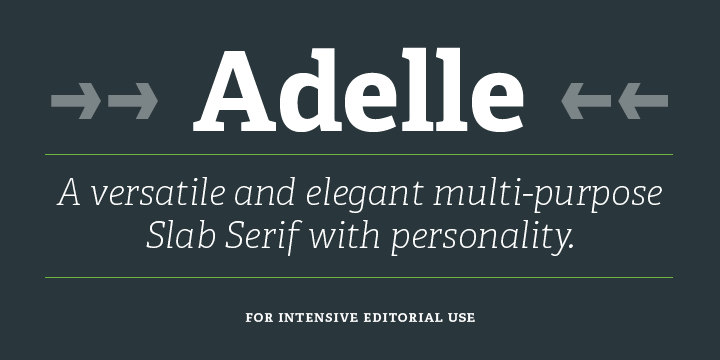 Adelle
A versatile and elegant multi-purpose
Slab Serif with personality.
FOR INTENSIVE EDITORIAL USE